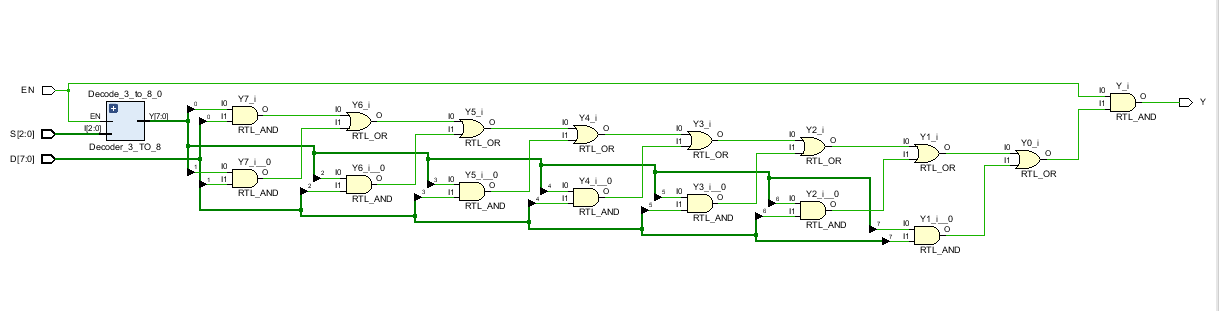 EN
S[2:0]
D[7:0]
Decode_3_to_8_0
EN
I[2:0]
Y[7:0]
Decoder_3_TO_8
0
0
1
1
Y7_i
I0
I1
O
RTL_AND
Y7_i__0
I0
I1
O
RTL_AND
Y6_i
I0
I1
O
RTL_OR
2
2
Y6_i__0
I0
I1
O
RTL_AND
Y5_i
I0
I1
O
RTL_OR
3
3
Y5_i__0
I0
I1
O
RTL_AND
Y4_i
I0
I1
O
RTL_OR
4
4
Y4_i__0
I0
I1
O
RTL_AND
Y3_i
I0
I1
O
RTL_OR
5
5
Y3_i__0
I0
I1
O
RTL_AND
Y2_i
I0
I1
O
RTL_OR
6
6
Y2_i__0
I0
I1
O
RTL_AND
Y1_i
I0
I1
O
RTL_OR
7
7
Y1_i__0
I0
I1
O
RTL_AND
Y0_i
I0
I1
O
RTL_OR
Y_i
I0
I1
O
RTL_AND
Y